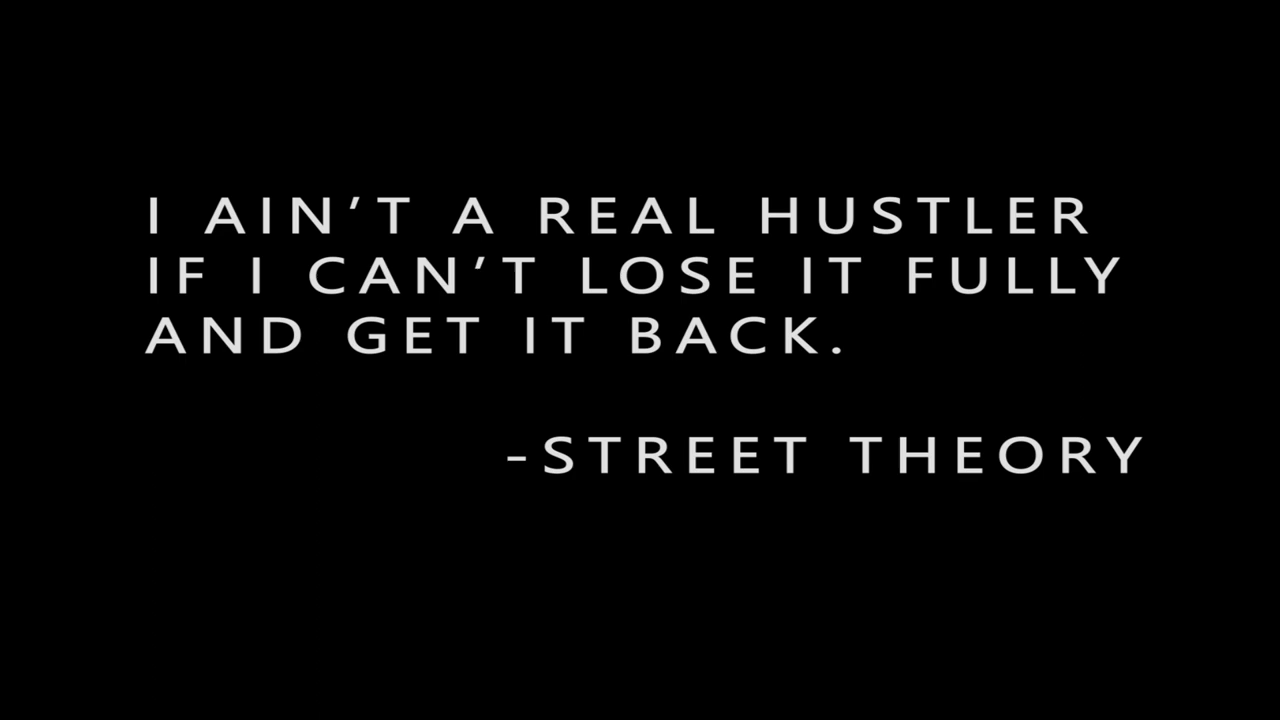 I AIN’T A REAL HUSTLER
IF I CAN’T LOSE IT FULLY
AND GET IT BACK.
-STREET THEORY